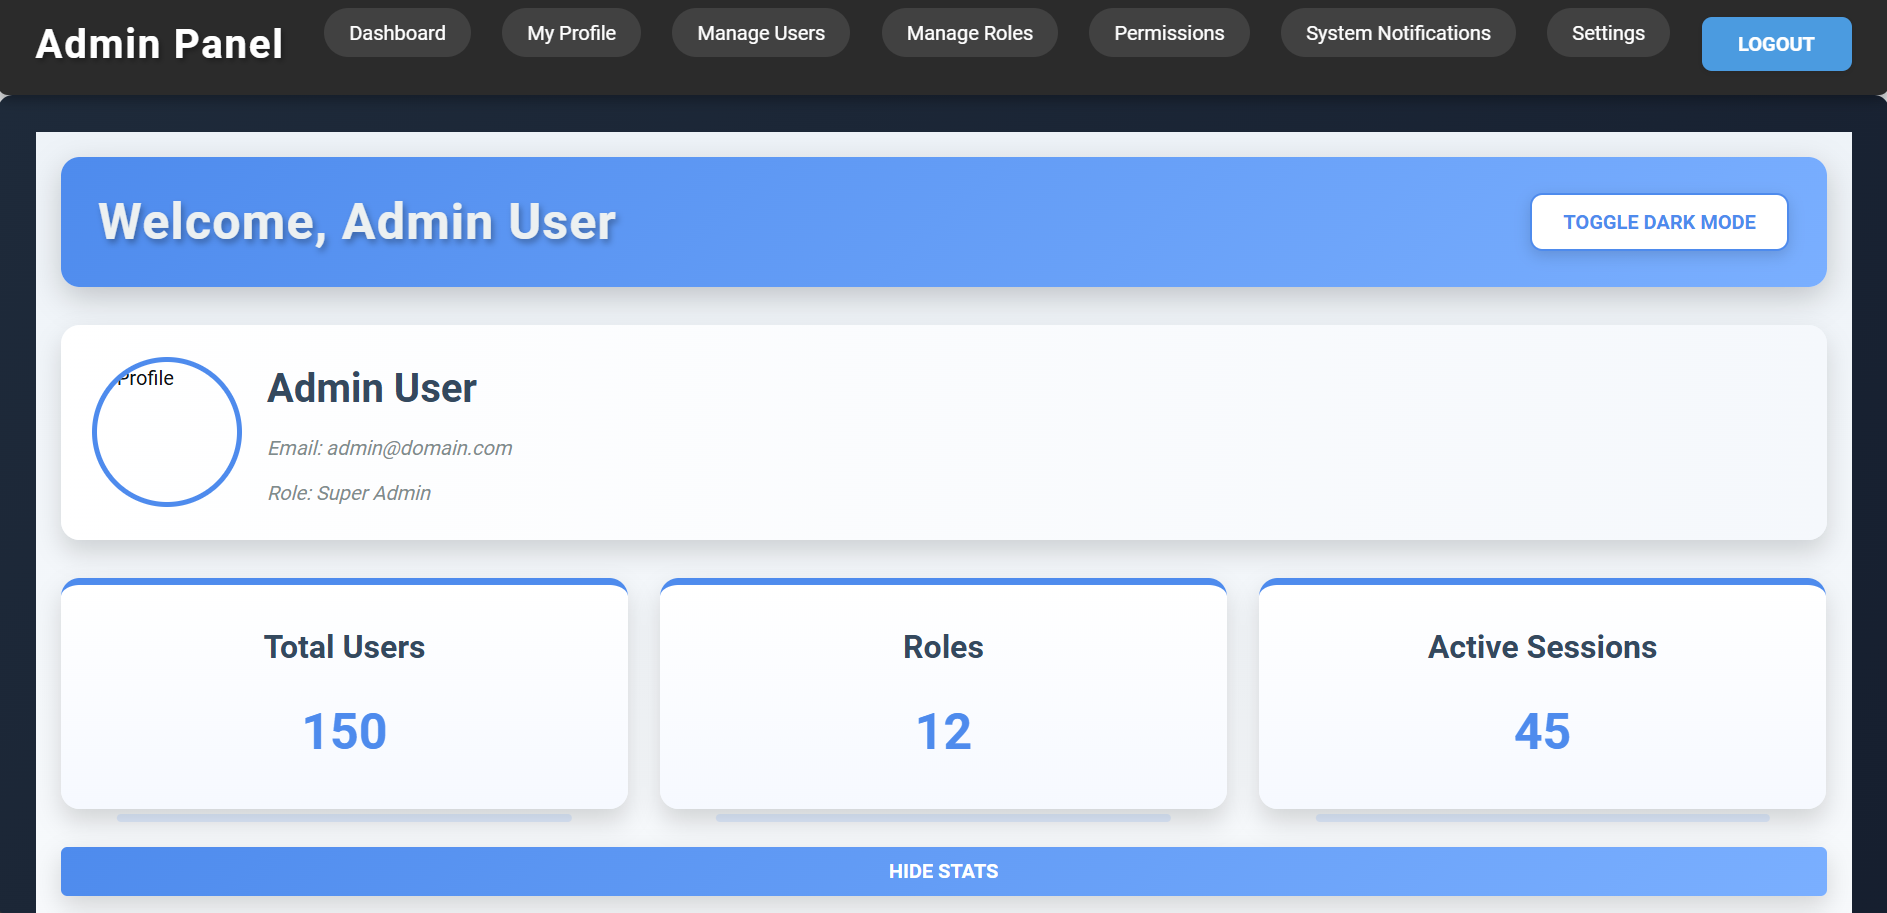 Admin Panel
Dashboard
My Profile
Manage Users
Manage Roles
Permissions
System Notifications
Settings
LOGOUT
Welcome, Admin User
TOGGLE DARK MODE
Profile
Admin User
Email: admin@domain.com
Role: Super Admin
Total Users
150
Roles
12
Active Sessions
45
HIDE STATS